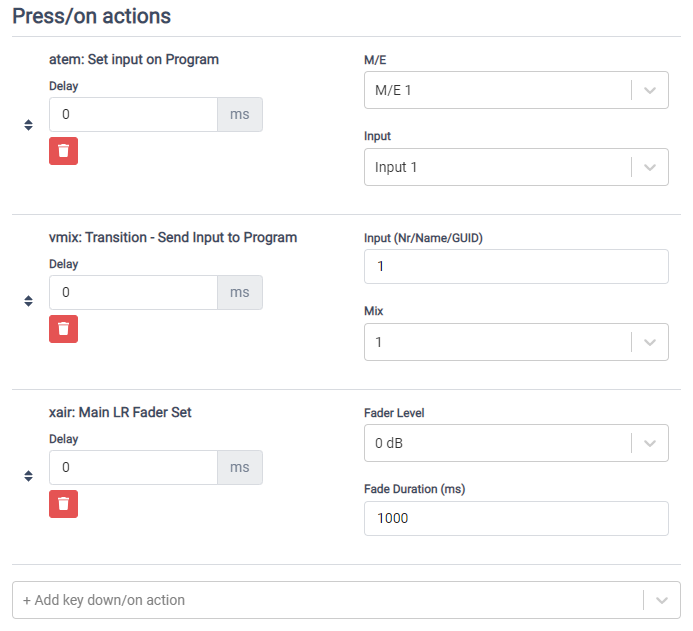 Press/on actions
atem: Set input on Program
Delay
0 ms
M/E
M/E 1
Input
Input 1
vmix: Transition - Send Input to Program
Delay
0 ms
Input (Nr/Name/GUID)
1
Mix
1
xair: Main LR Fader Set
Delay
0 ms
Fader Level
0 dB
Fade Duration (ms)
1000
+ Add key down/on action